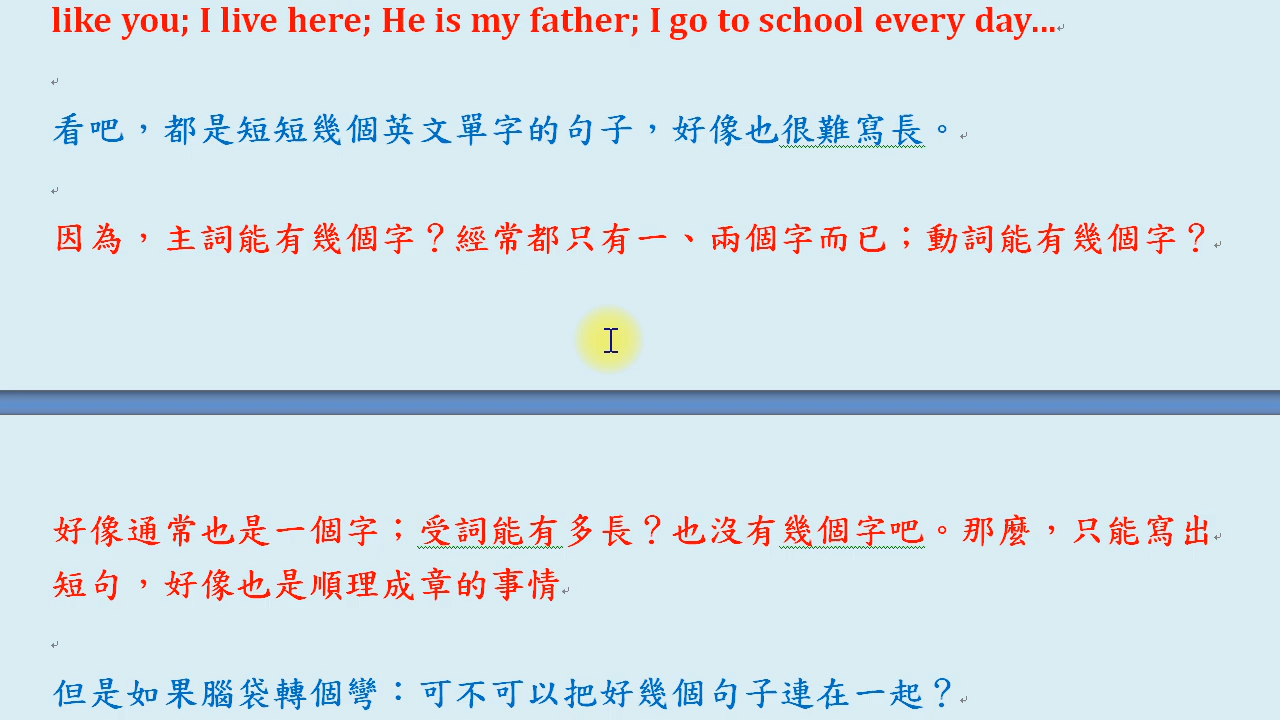 like you; I live here; He is my father; I go to school every day...
看吧，都是短短幾個英文單字的句子，好像也很難寫長。
因為，主詞能有幾個字？經常都只有一、兩個字而已；動詞能有幾個字？
好像通常也是一個字；受詞能有多長？也沒有幾個字吧。那麼，只能寫出
短句，好像也是順理成章的事情
但是如果腦袋轉個彎：可不可以把好幾個句子連在一起？